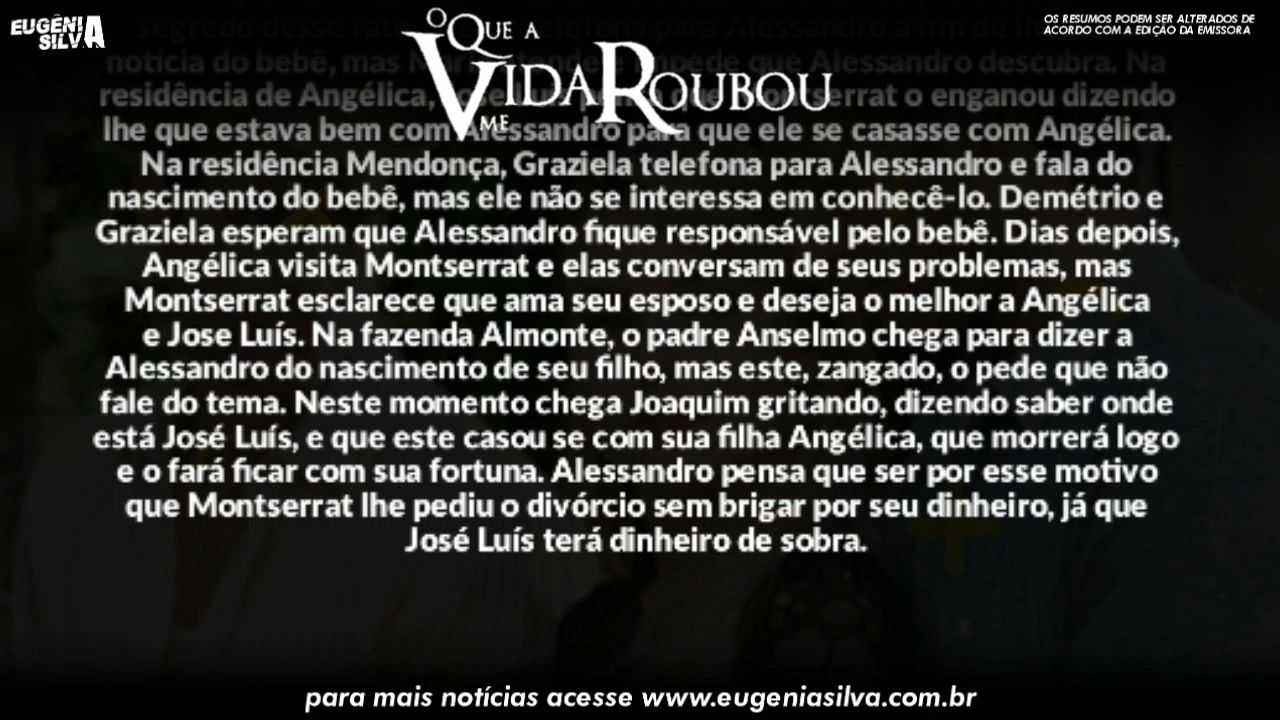 EUGÊNI
SILVA
O QUE A
VIDA ROUBOU
ME
OS RESUMOS PODEM SER ALTERADOS DE
ACORDO COM A EDIÇÃO DA EMISSORA
segredo desse
para Alessandro a fim de
notícia do bebê, mas que Alessandro descubra. Na
residência de Angélica, o enganou dizendo
lhe que estava bem com Alessandro para que ele se casasse com Angélica.
Na residência Mendonça, Graziela telefona para Alessandro e fala do
nascimento do bebê, mas ele não se interessa em conhecê-lo. Demétrio e
Graziela esperam que Alessandro fique responsável pelo bebê. Dias depois,
Angélica visita Montserrat e elas conversam de seus problemas, mas
Montserrat esclarece que ama seu esposo e deseja o melhor a Angélica
e Jose Luís. Na fazenda Almonte, o padre Anselmo chega para dizer a
Alessandro do nascimento de seu filho, mas este, zangado, o pede que não
fale do tema. Neste momento chega Joaquim gritando, dizendo saber onde
está José Luís, e que este casou se com sua filha Angélica, que morrerá logo
e o fará ficar com sua fortuna. Alessandro pensa que ser por esse motivo
que Montserrat lhe pediu o divórcio sem brigar por seu dinheiro, já que
José Luís terá dinheiro de sobra.
para mais notícias acesse www.eugeniasilva.com.br